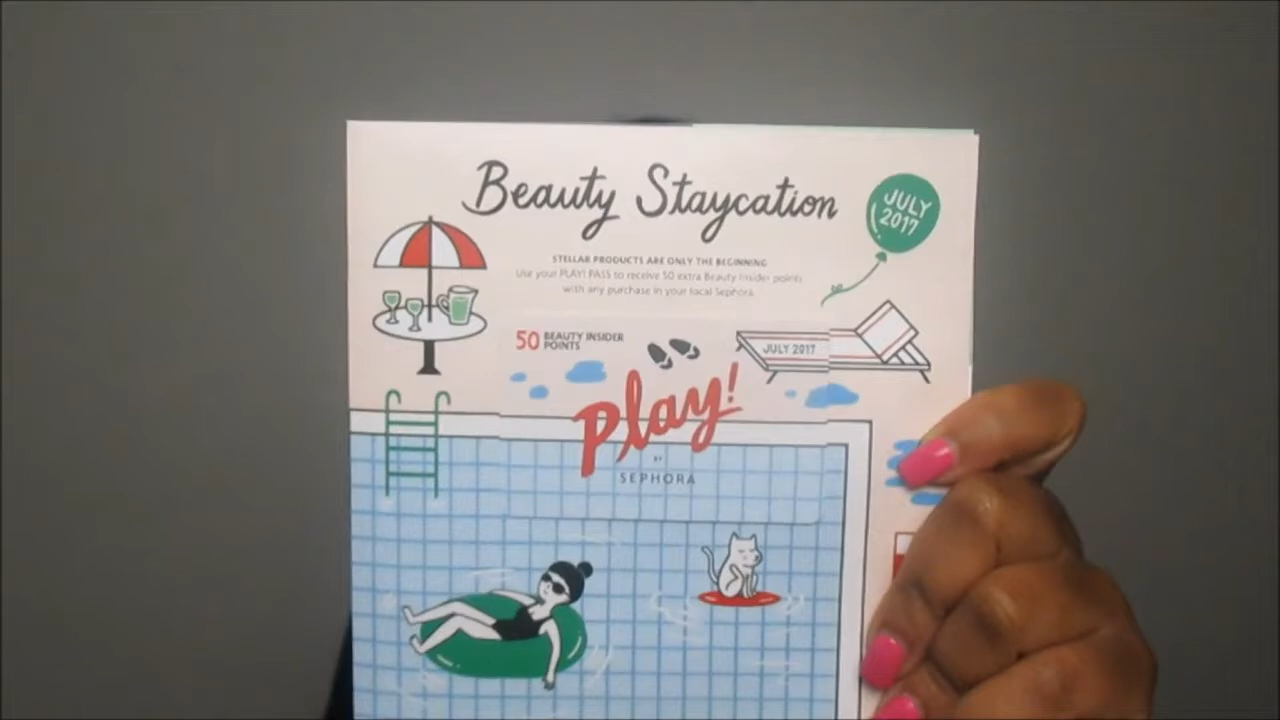 Beauty Staycation
JULY
2017
STELLAR PRODUCTS ARE ONLY THE BEGINNING
Use your PLAY! PASS to receive 50 extra Beauty Insider points
with any purchase in your local Sephora.
50 BEAUTY INSIDER
POINTS
JULY 2017
Play!
BY
SEPHORA